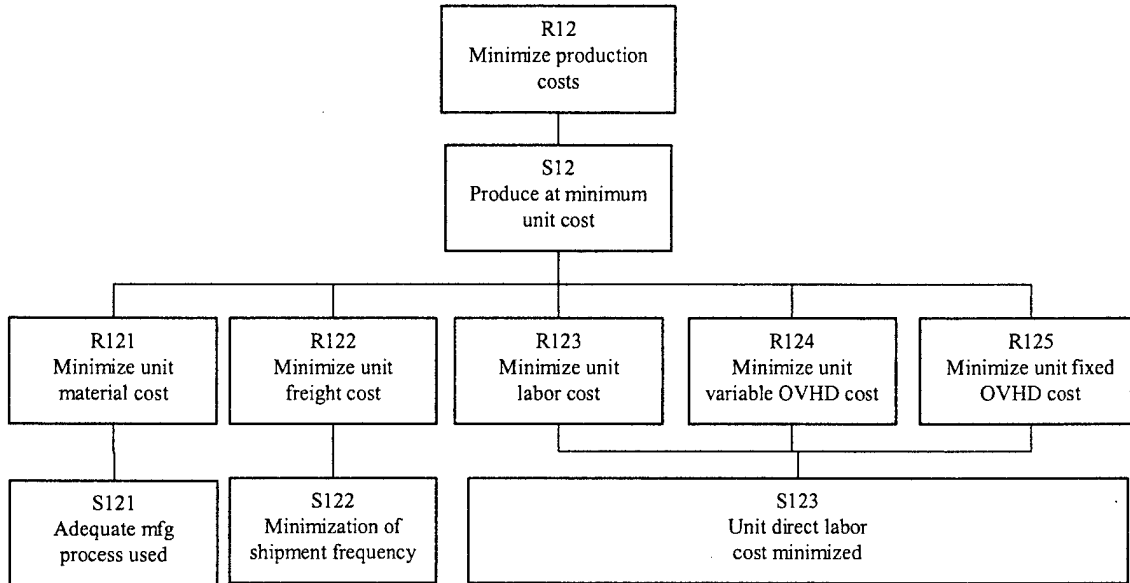 R12
Minimize production
costs
S12
Produce at minimum
unit cost
R121
Minimize unit
material cost
R122
Minimize unit
freight cost
R123
Minimize unit
labor cost
R124
Minimize unit
variable OVHD cost
R125
Minimize unit fixed
OVHD cost
S121
Adequate mfg
process used
S122
Minimization of
shipment frequency
S123
Unit direct labor
cost minimized